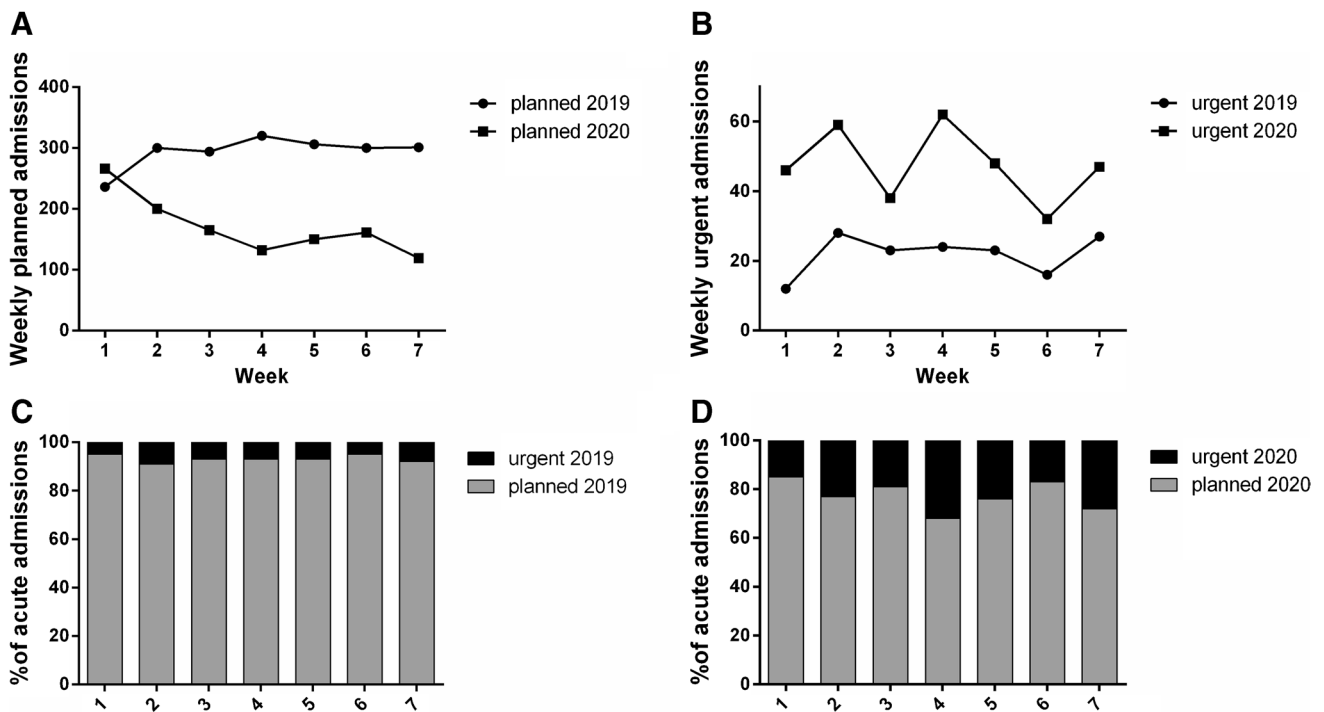 A
Weekly planned admissions
400
300
200
100
0
1 2 3 4 5 6 7
Week
planned 2019
planned 2020
B
Weekly urgent admissions
60
40
20
0
1 2 3 4 5 6 7
Week
urgent 2019
urgent 2020
C
%of acute admissions
100
80
60
40
20
0
1 2 3 4 5 6 7
urgent 2019
planned 2019
D
%of acute admissions
100
80
60
40
20
0
1 2 3 4 5 6 7
urgent 2020
planned 2020